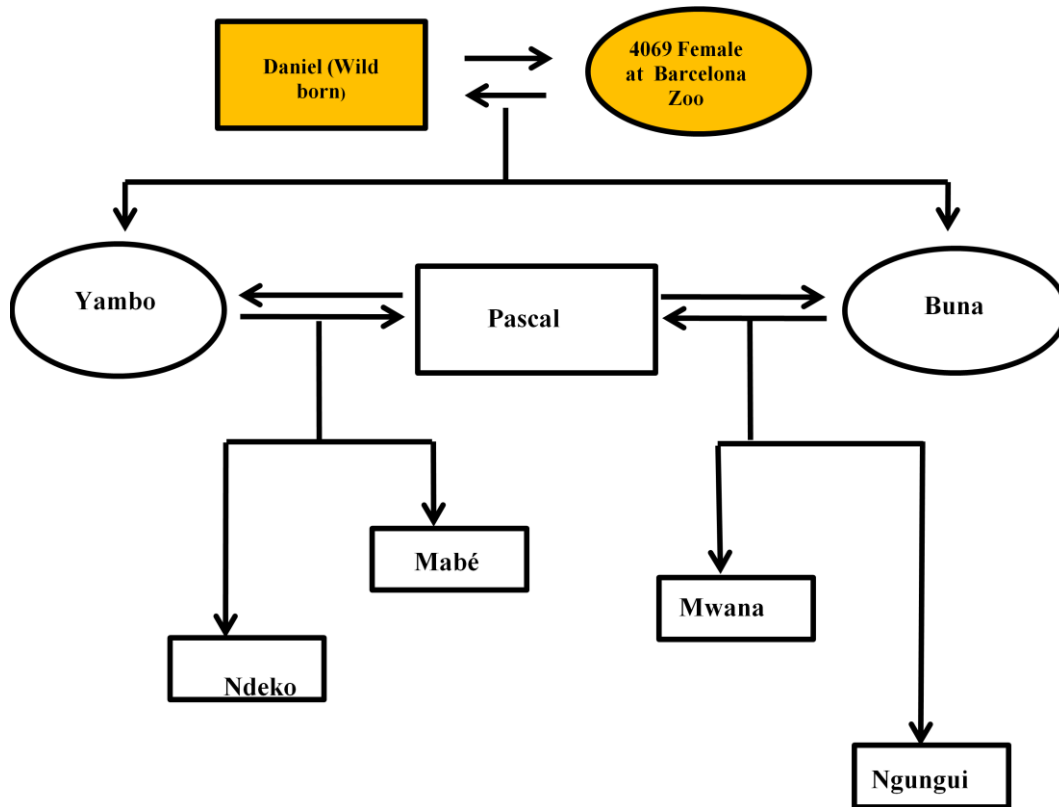 Daniel (Wild
born)
4069 Female
at Barcelona
Zoo
Yambo
Pascal
Buna
Mabé
Mwana
Ndeko
Ngungui